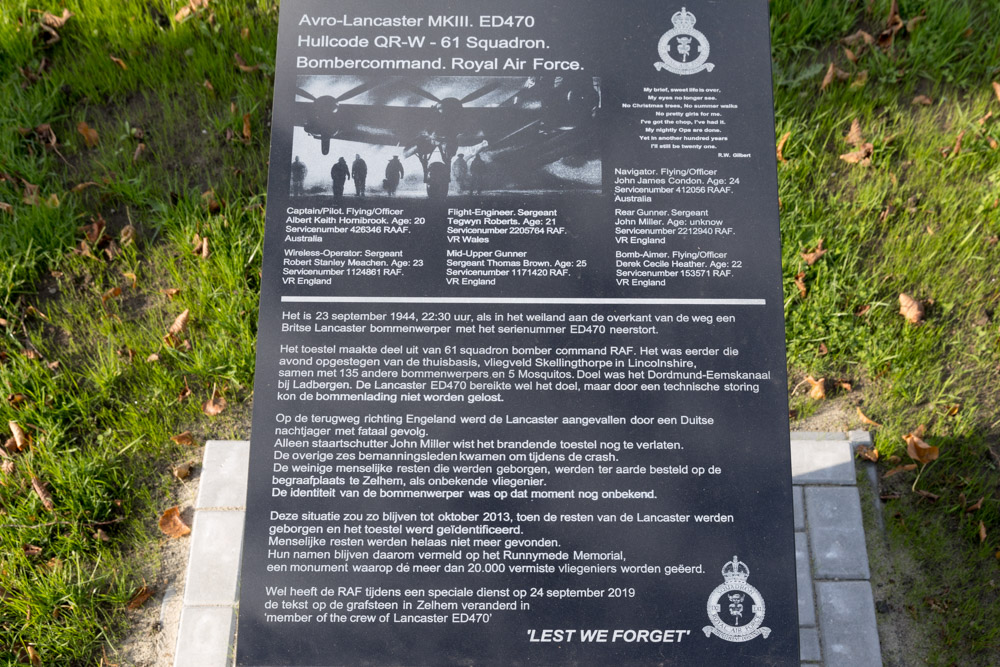 Avro-Lancaster MKIII. ED470
Hullcode QR-W - 61 Squadron.
Bombercommand. Royal Air Force.
My brief, sweet life is over,
My eyes no longer see.
No Christmas trees, No summer walks
No pretty girls for me.
I've got the chop, I've had it
My nightly Ops are done.
Yet in another hundred years
I'll still be twenty one.
R.W. Gilbert
Navigator. Flying/Officer
John James Condon. Age: 24
Servicenumber 412056 RAAF.
Australia
Captain/Pilot. Flying/Officer
Albert Keith Hornibrook. Age: 20
Servicenumber 426346 RAAF.
Australia
Flight-Engineer. Sergeant
Tegwyn Roberts. Age: 21
Servicenumber 2205764 RAF.
VR Wales
Rear Gunner. Sergeant
John Miller. Age: unknow
Servicenumber 2212940 RAF.
VR England
Wireless-Operator: Sergeant
Robert Stanley Meachen. Age: 23
Servicenumber 1124861 RAF.
VR England
Mid-Upper Gunner
Sergeant Thomas Brown. Age: 25
Servicenumber 1171420 RAF.
VR England
Bomb-Aimer. Flying/Officer
Derek Cecile Heather. Age: 22
Servicenumber 153571 RAF.
VR England
Het is 23 september 1944, 22:30 uur, als in het weiland aan de overkant van de weg een
Britse Lancaster bommenwerper met het serienummer ED470 neerstort.
Het toestel maakte deel uit van 61 squadron bomber command RAF. Het was eerder die
avond opgestegen van de thuisbasis, vliegveld Skellingthorpe in Lincolnshire,
samen met 135 andere bommenwerpers en 5 Mosquitos. Doel was het Dordmund-Eemskanaal
bij Ladbergen. De Lancaster ED470 bereikte wel het doel, maar door een technische storing
kon de bommenlading niet worden gelost.
Op de terugweg richting Engeland werd de Lancaster aangevallen door een Duitse
nachtjager met fataal gevolg.
Alleen staartschutter John Miller wist het brandende toestel nog te verlaten.
De overige zes bemanningsleden kwamen om tijdens de crash.
De weinige menselijke resten die werden geborgen, werden ter aarde besteld op de
begraafplaats te Zelhem, als onbekende vliegenier.
De identiteit van de bommenwerper was op dat moment nog onbekend.
Deze situatie zou zo blijven tot oktober 2013, toen de resten van de Lancaster werden
geborgen en het toestel werd geïdentificeerd.
Menselijke resten werden helaas niet meer gevonden.
Hun namen blijven daarom vermeld op het Runnymede Memorial,
een monument waarop de meer dan 20.000 vermiste vliegeniers worden geëerd.
Wel heeft de RAF tijdens een speciale dienst op 24 september 2019
de tekst op de grafsteen in Zelhem veranderd in
'member of the crew of Lancaster ED470'
'LEST WE FORGET'